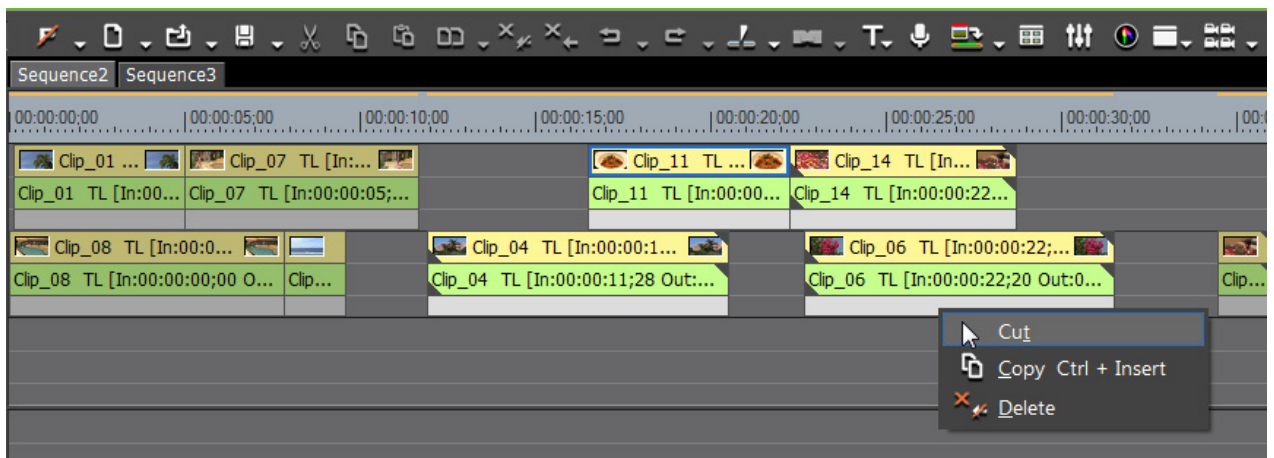 Sequence2 Sequence3
00:00:00;00 00:00:05;00 00:00:10;00 00:00:15;00 00:00:20;00 00:00:25;00 00:00:30;00 00:
Clip_01 ... Clip_07 TL [In:... Clip_11 TL ... Clip_14 TL [In...
Clip_01 TL [In:00... Clip_07 TL [In:00:00:05;... Clip_11 TL [In:00:00... Clip_14 TL [In:00:00:22...
Clip_08 TL [In:00:0... Clip_04 TL [In:00:00:1... Clip_06 TL [In:00:00:22;...
Clip_08 TL [In:00:00:00;00 O... Clip... Clip_04 TL [In:00:00:11;28 Out:... Clip_06 TL [In:00:00:22;20 Out:0... Clip...
Cut
Copy Ctrl + Insert
Delete